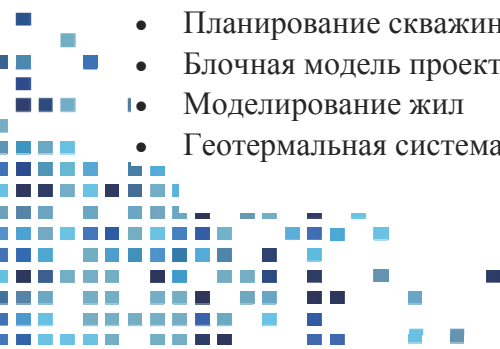 • Планирование скважин
• Блочная модель проект
• Моделирование жил
• Геотермальная система